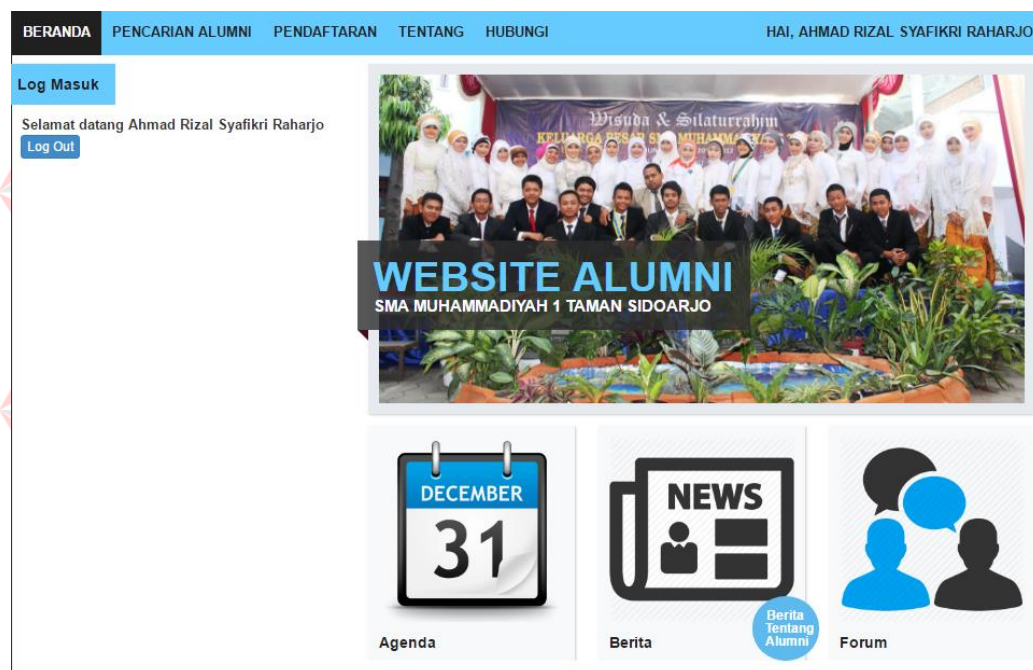 BERANDA PENCARIAN ALUMNI PENDAFTARAN TENTANG HUBUNGI HAI, AHMAD RIZAL SYAFIKRI RAHARJO
Log Masuk
Selamat datang Ahmad Rizal Syafikri Raharjo
Log Out
Wisuda & Silaturrahim
KELUARGA BESAR
WEBSITE ALUMNI
SMA MUHAMMADIYAH 1 TAMAN SIDOARJO
DECEMBER
31
Agenda
NEWS
Berita
Berita
Tentang
Alumni
Forum